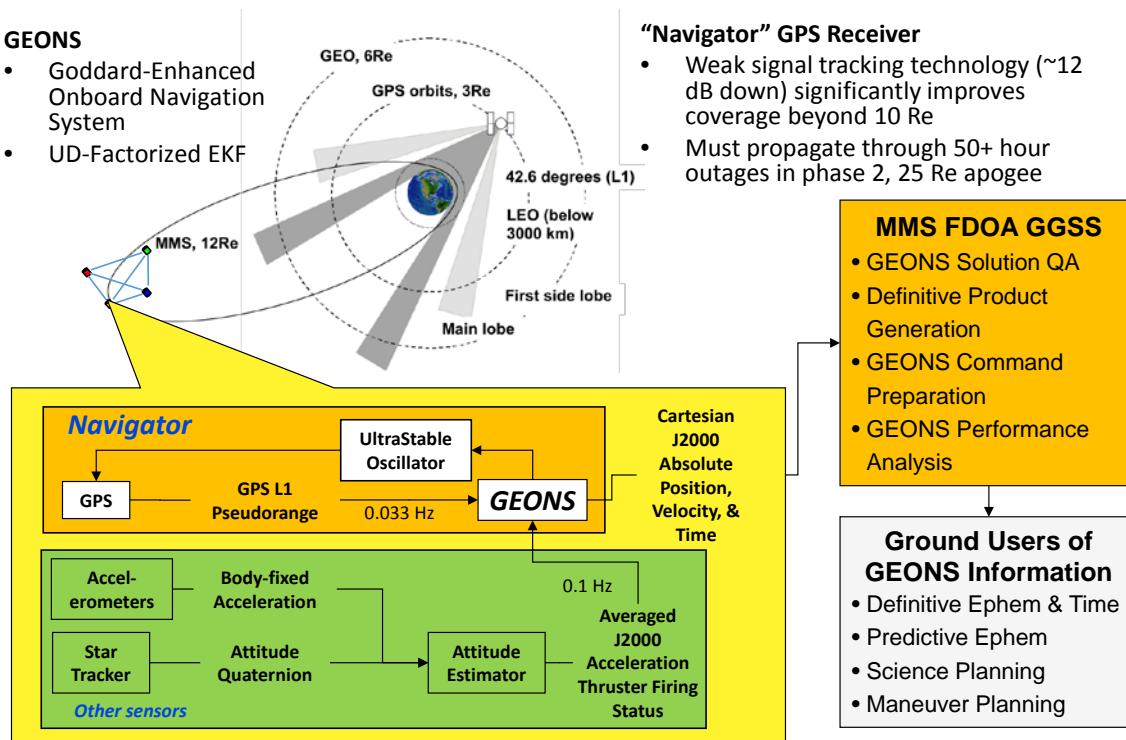 GEONS
• Goddard-Enhanced
Onboard Navigation
System
• UD-Factorized EKF
GEO, 6Re
GPS orbits, 3Re
42.6 degrees (L1)
LEO (below
3000 km)
MMS, 12Re
First side lobe
Main lobe
“Navigator” GPS Receiver
• Weak signal tracking technology (~12
dB down) significantly improves
coverage beyond 10 Re
• Must propagate through 50+ hour
outages in phase 2, 25 Re apogee
Navigator
UltraStable
Oscillator
GPS
GPS L1
Pseudorange
0.033 Hz
GEONS
Cartesian
J2000
Absolute
Position,
Velocity, &
Time
Accel-
erometers
Body-fixed
Acceleration
Star
Tracker
Attitude
Quaternion
Attitude
Estimator
0.1 Hz
Averaged
J2000
Acceleration
Thruster Firing
Status
Other sensors
MMS FDOA GGSS
• GEONS Solution QA
• Definitive Product
Generation
• GEONS Command
Preparation
• GEONS Performance
Analysis
Ground Users of
GEONS Information
• Definitive Ephem & Time
• Predictive Ephem
• Science Planning
• Maneuver Planning